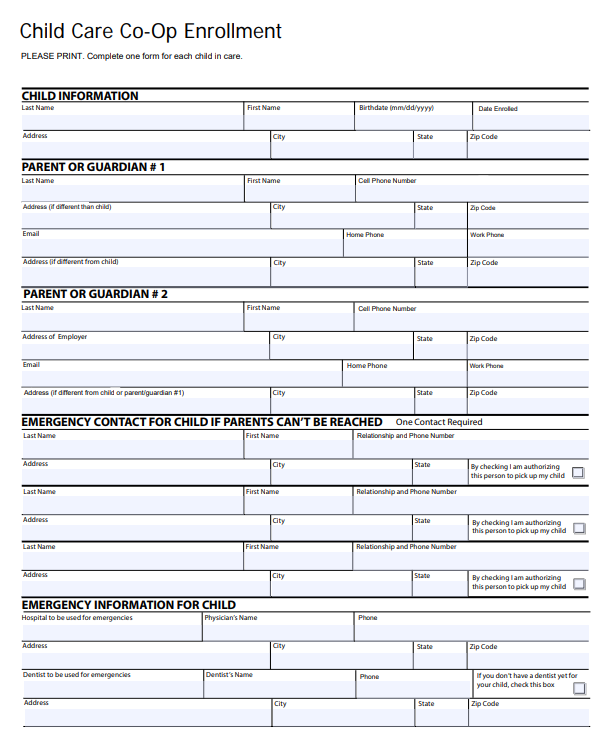 Child Care Co-Op Enrollment
PLEASE PRINT. Complete one form for each child in care.
CHILD INFORMATION
Last Name First Name Birthdate (mm/dd/yyyy) Date Enrolled
Address City State Zip Code
PARENT OR GUARDIAN # 1
Last Name First Name Cell Phone Number
Address (if different than child) City State Zip Code
Email Home Phone Work Phone
Address (if different from child) City State Zip Code
PARENT OR GUARDIAN # 2
Last Name First Name Cell Phone Number
Address of Employer City State Zip Code
Email Home Phone Work Phone
Address (if different from child or parent/guardian #1) City State Zip Code
EMERGENCY CONTACT FOR CHILD IF PARENTS CAN'T BE REACHED One Contact Required
Last Name First Name Relationship and Phone Number
Address City State By checking I am authorizing
this person to pick up my child
Last Name First Name Relationship and Phone Number
Address City State By checking I am authorizing
this person to pick up my child
Last Name First Name Relationship and Phone Number
Address City State By checking I am authorizing
this person to pick up my child
EMERGENCY INFORMATION FOR CHILD
Hospital to be used for emergencies Physician's Name Phone
Address City State Zip Code
Dentist to be used for emergencies Dentist's Name Phone If you don't have a dentist yet for
your child, check this box
Address City State Zip Code